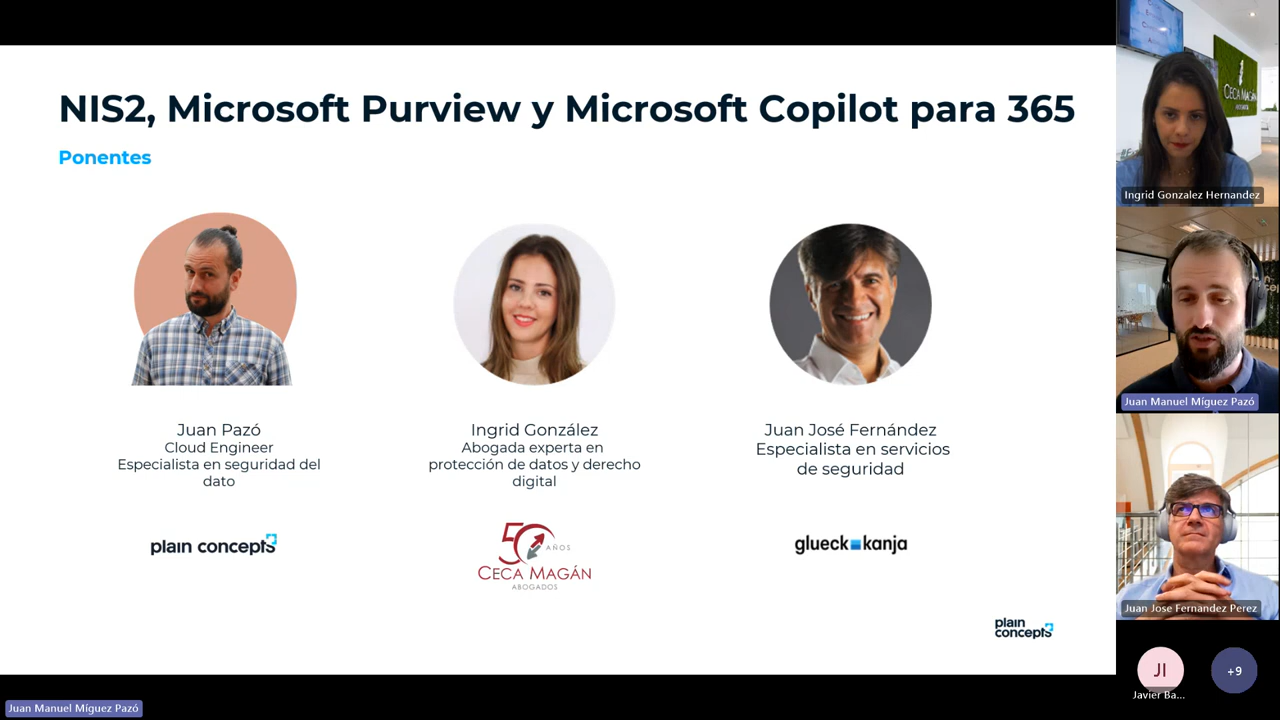 NIS2, Microsoft Purview y Microsoft Copilot para 365
Ponentes
Juan Pazó
Cloud Engineer
Especialista en seguridad del
dato
plain concepts
Ingrid González
Abogada experta en
protección de datos y derecho
digital
50 AÑOS
CECA MAGÁN
ABOGADOS
Juan José Fernández
Especialista en servicios
de seguridad
glueck kanja
plain
concepts
CECA MAGÁN
Ingrid Gonzalez Hernandez
Juan Manuel Míguez Pazó
Juan Jose Fernandez Perez
JI
+9
Javier Ba...
Juan Manuel Míguez Pazó